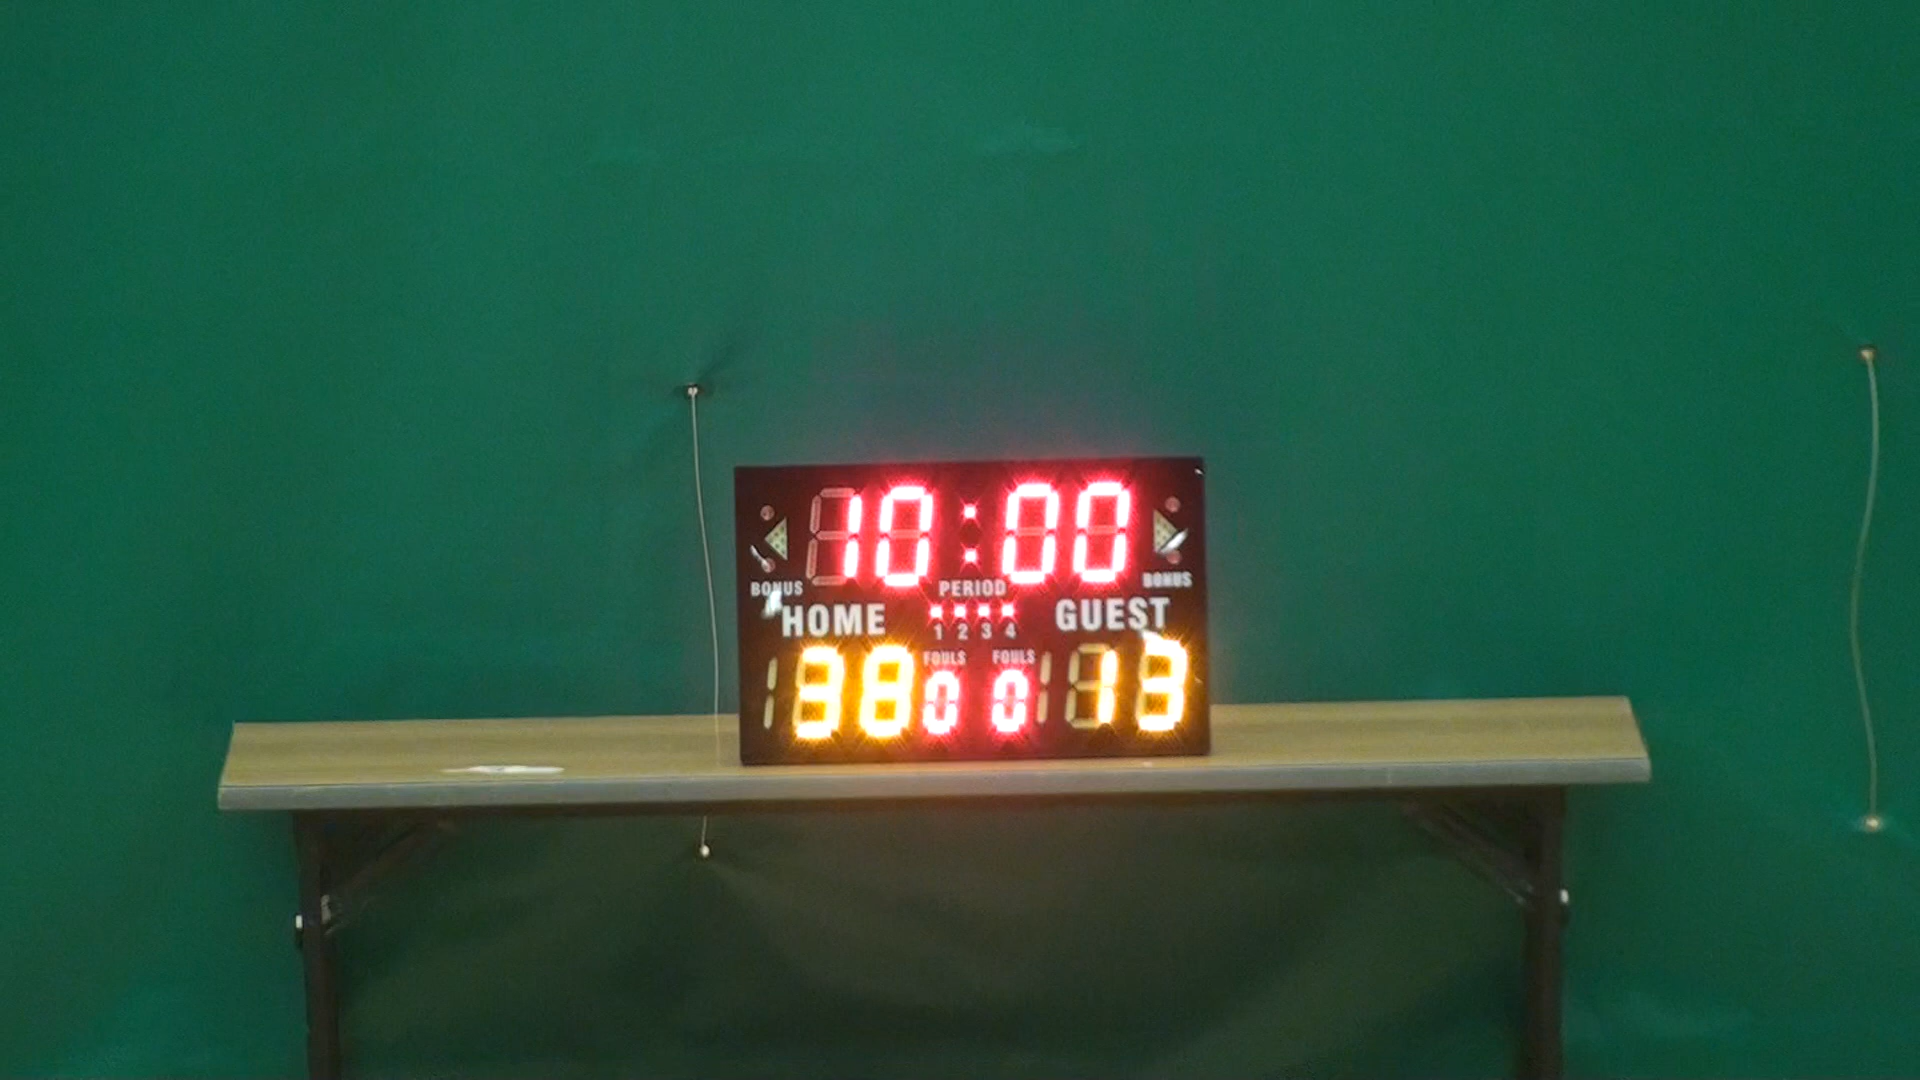 10:00
BONUS PERIOD BONUS
HOME GUEST
1 2 3 4
FOULS FOULS
38 0 0 13